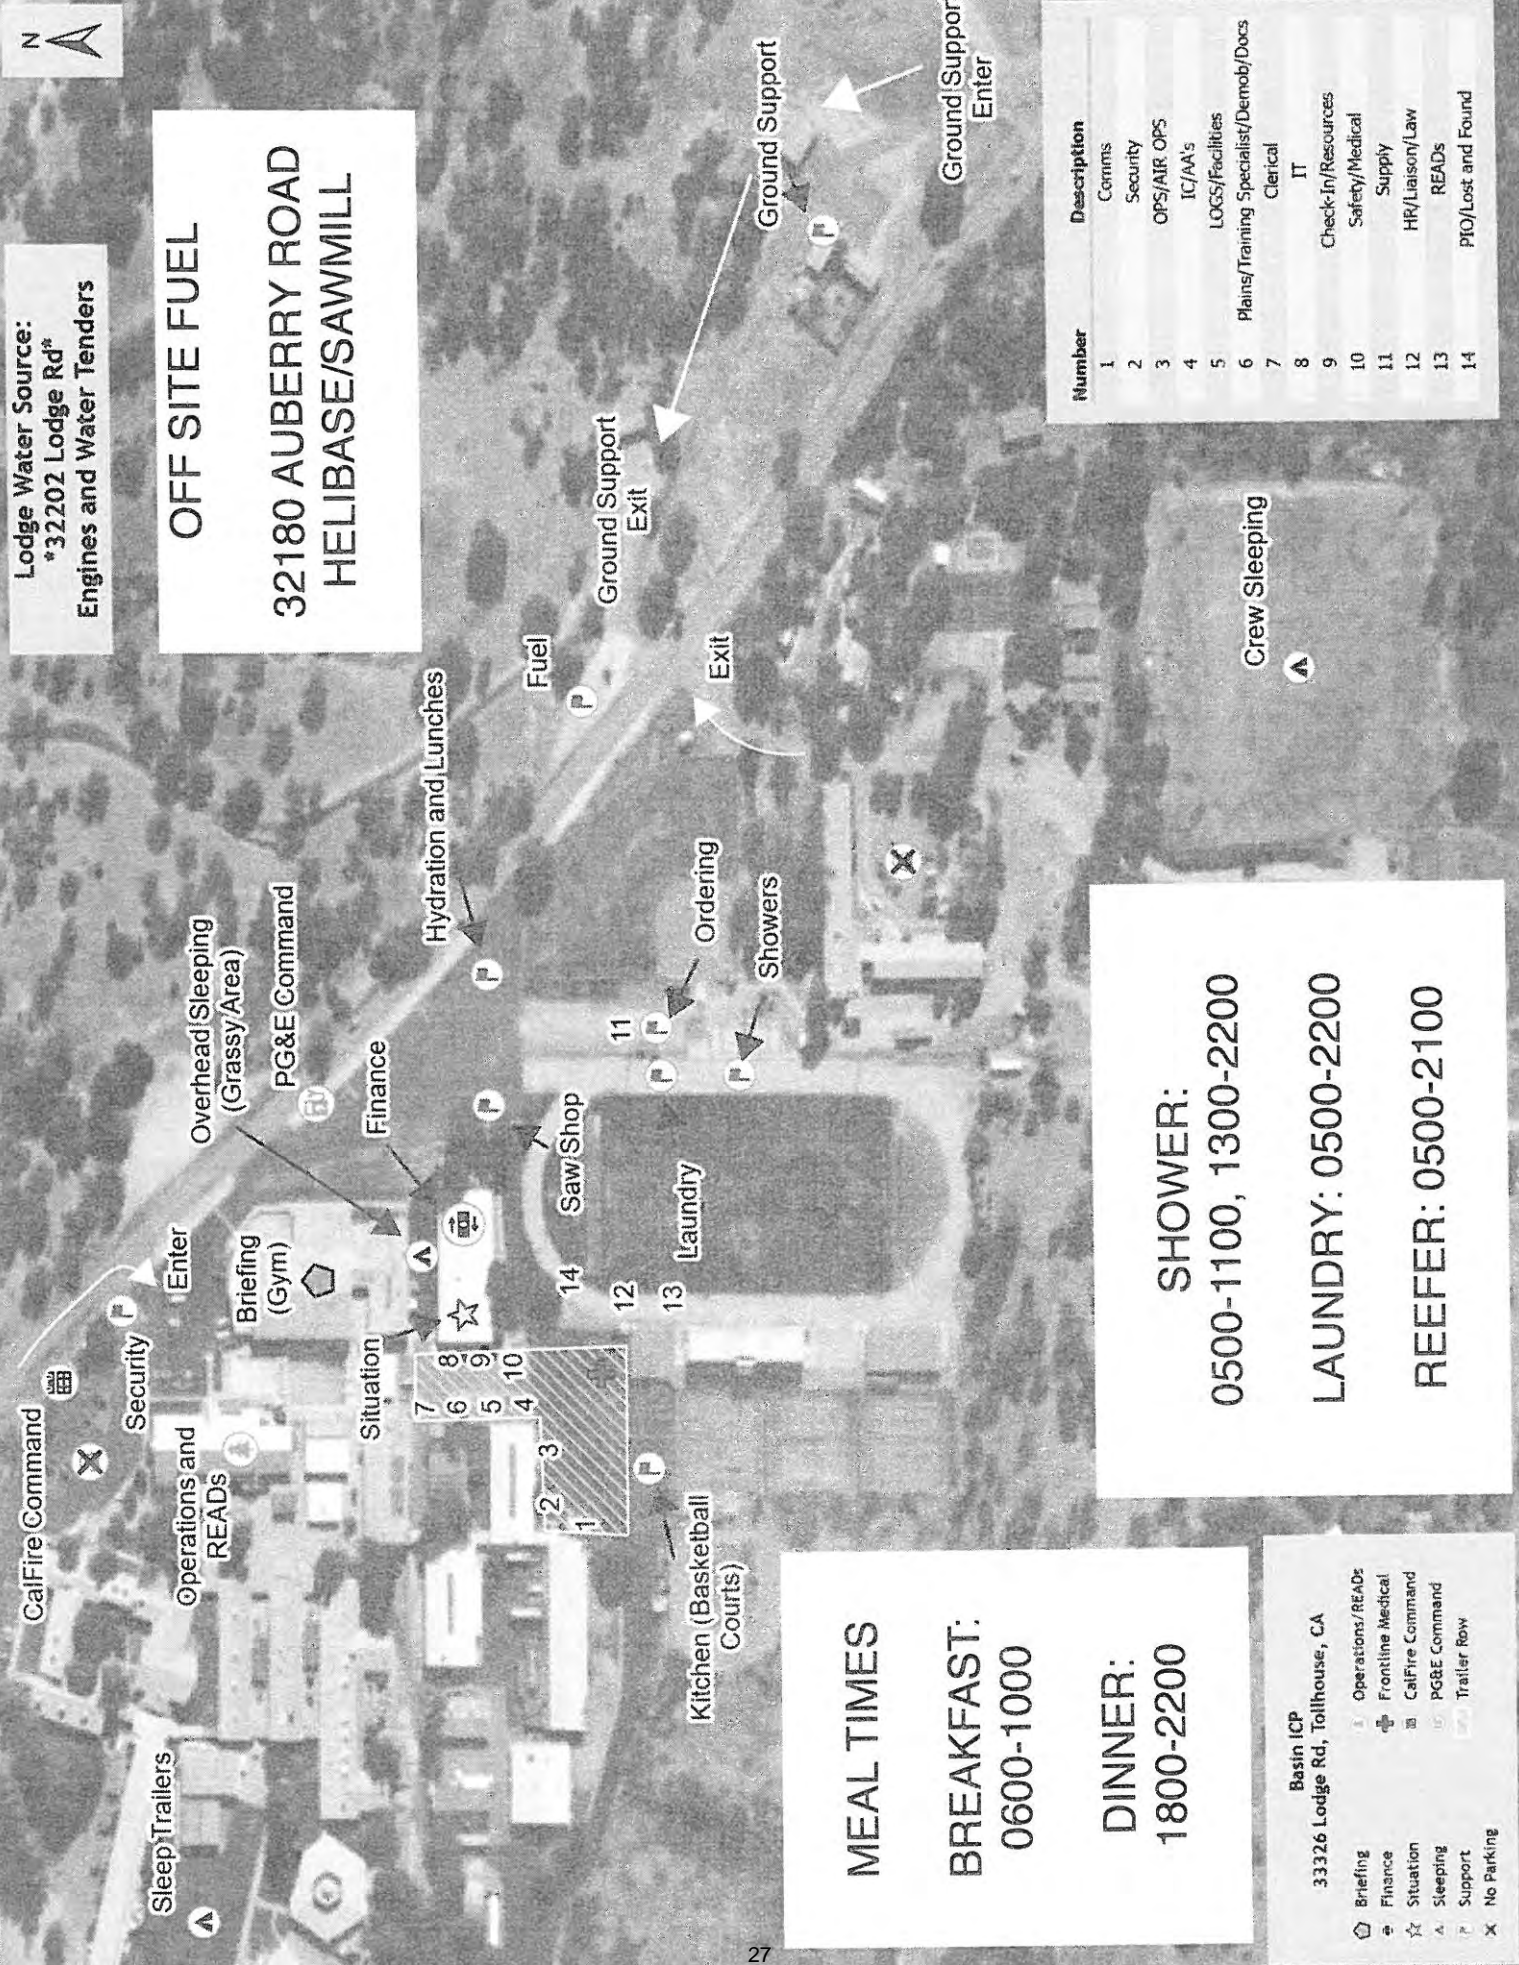 N
Lodge Water Source:
*32202 Lodge Rd*
Engines and Water Tenders
OFF SITE FUEL
32180 AUBERRY ROAD
HELIBASE/SAWMILL
CalFire Command
Security
Enter
Sleep Trailers
Operations and
READs
Briefing
(Gym)
Situation
Overhead Sleeping
(Grassy Area)
PG&E Command
Finance
Hydration and Lunches
Fuel
Ground Support
Exit
Ground Support
Ground Support
Enter
Exit
7
8
6
9
5
10
4
3
2
1
14
12
13
11
Saw Shop
Laundry
Ordering
Showers
Kitchen (Basketball
Courts)
Crew Sleeping
MEAL TIMES
BREAKFAST:
0600-1000
DINNER:
1800-2200
SHOWER:
0500-1100, 1300-2200
LAUNDRY: 0500-2200
REEFER: 0500-2100
Basin ICP
33326 Lodge Rd, Tollhouse, CA
Briefing
Finance
Situation
Sleeping
Support
No Parking
Operations/READs
Frontline Medical
CalFire Command
PG&E Command
Trailer Row
Number Description
1 Comms
2 Security
3 OPS/AIR OPS
4 IC/AA's
5 LOGS/Facilities
6 Plains/Training Specialist/Demob/Docs
7 Clerical
8 IT
9 Check-In/Resources
10 Safety/Medical
11 Supply
12 HR/Liaison/Law
13 READs
14 PIO/Lost and Found
27